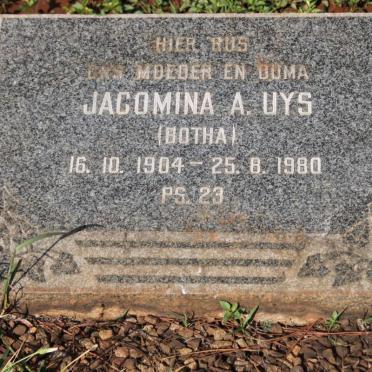 HIER RUS
ONS MOEDER EN OUMA
JACOMINA A. UYS
(BOTHA)
16. 10. 1904 – 25. 8. 1980
PS. 23